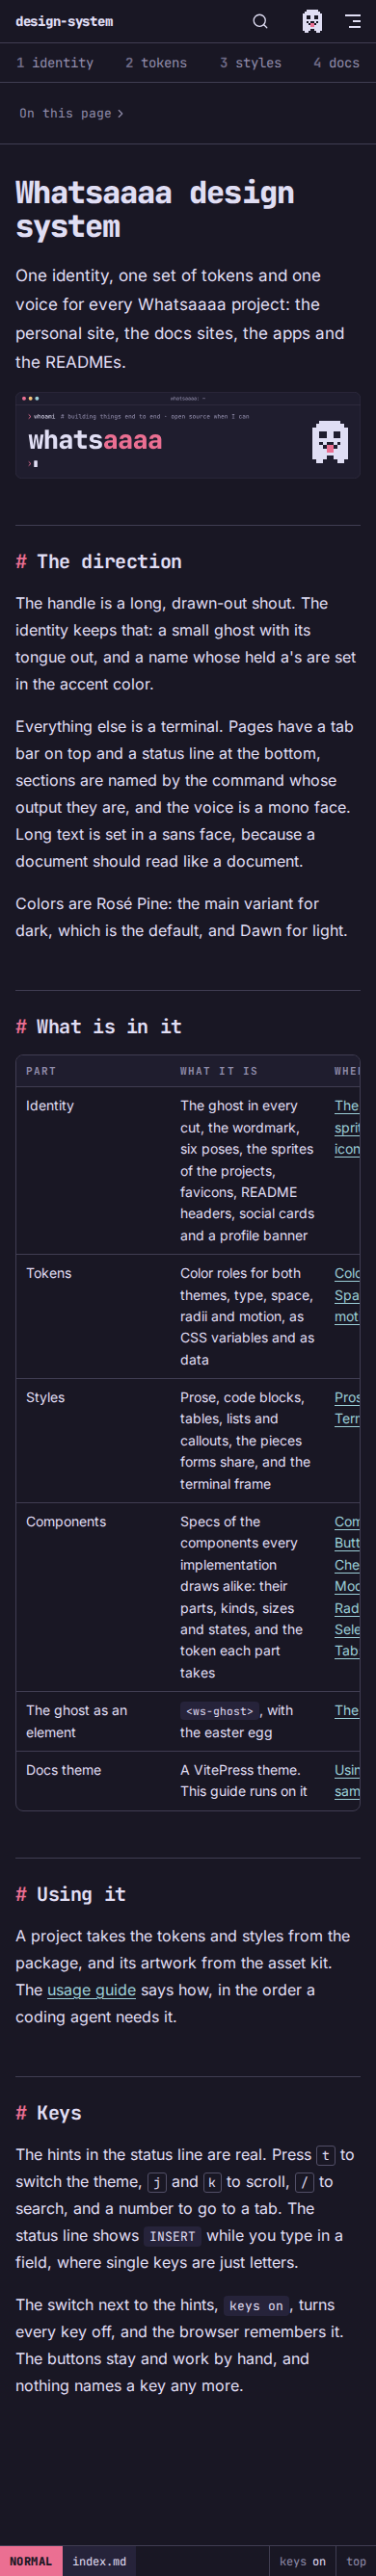 design-system
1 identity 2 tokens 3 styles 4 docs
On this page
Whatsaaaa design
system
One identity, one set of tokens and one
voice for every Whatsaaaa project: the
personal site, the docs sites, the apps and
the READMEs.
whatsaaaa: ~
❯ whoami # building things end to end · open source when I can
whatsaaaa
❯
# The direction
The handle is a long, drawn-out shout. The
identity keeps that: a small ghost with its
tongue out, and a name whose held a's are set
in the accent color.
Everything else is a terminal. Pages have a tab
bar on top and a status line at the bottom,
sections are named by the command whose
output they are, and the voice is a mono face.
Long text is set in a sans face, because a
document should read like a document.
Colors are Rosé Pine: the main variant for
dark, which is the default, and Dawn for light.
# What is in it
PART WHAT IT IS
Identity The ghost in every The
cut, the wordmark,
six poses, the sprites
of the projects,
favicons, README
headers, social cards
and a profile banner
Tokens Color roles for both
themes, type, space,
radii and motion, as
CSS variables and as
data
Styles Prose, code blocks,
tables, lists and
callouts, the pieces
forms share, and the
terminal frame
Components Specs of the
components every
implementation
draws alike: their
parts, kinds, sizes
and states, and the
token each part
takes
The ghost as an <ws-ghost>, with The
element the easter egg
Docs theme A VitePress theme.
This guide runs on it
# Using it
A project takes the tokens and styles from the
package, and its artwork from the asset kit.
The usage guide says how, in the order a
coding agent needs it.
# Keys
The hints in the status line are real. Press t to
switch the theme, j and k to scroll, / to
search, and a number to go to a tab. The
status line shows INSERT while you type in a
field, where single keys are just letters.
The switch next to the hints, keys on, turns
every key off, and the browser remembers it.
The buttons stay and work by hand, and
nothing names a key any more.
NORMAL index.md keys on top